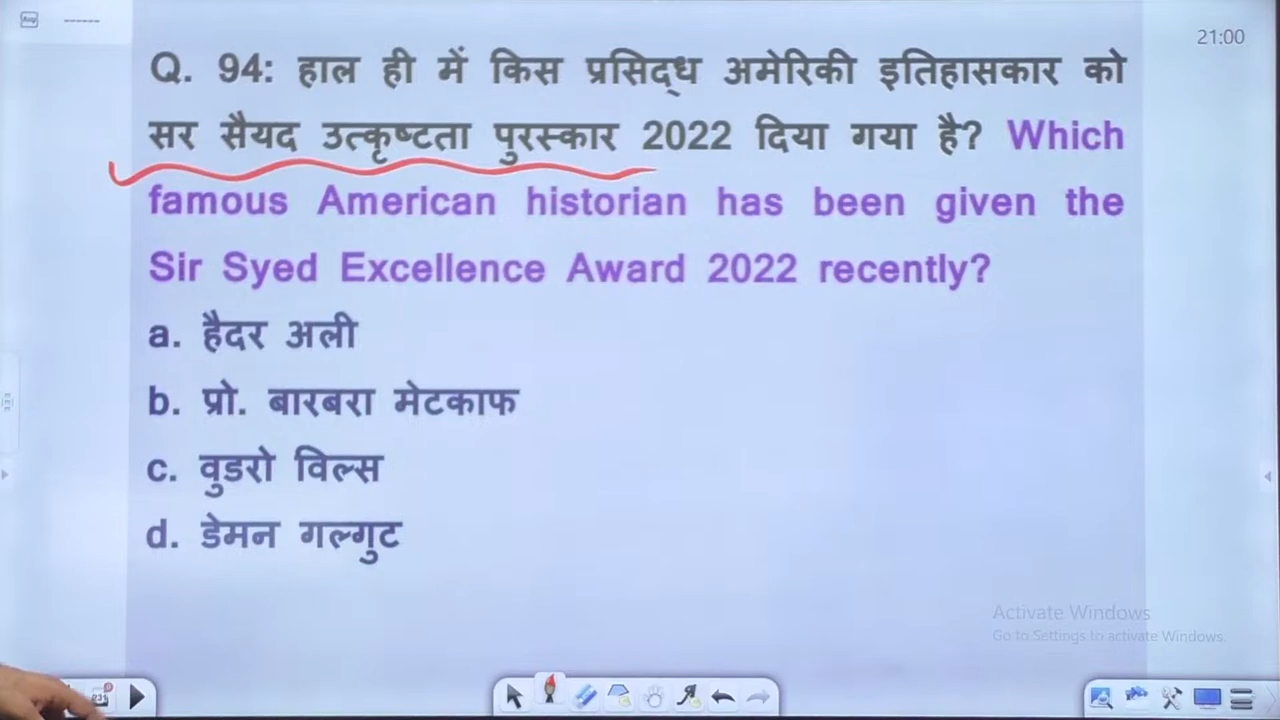 21:00
Q. 94: हाल ही में किस प्रसिद्ध अमेरिकी इतिहासकार को
सर सैयद उत्कृष्टता पुरस्कार 2022 दिया गया है? Which
famous American historian has been given the
Sir Syed Excellence Award 2022 recently?
a. हैदर अली
b. प्रो. बारबरा मेटकाफ
c. वुडरो विल्स
d. डेमन गल्गुट
Activate Windows
Go to Settings to activate Windows.
231